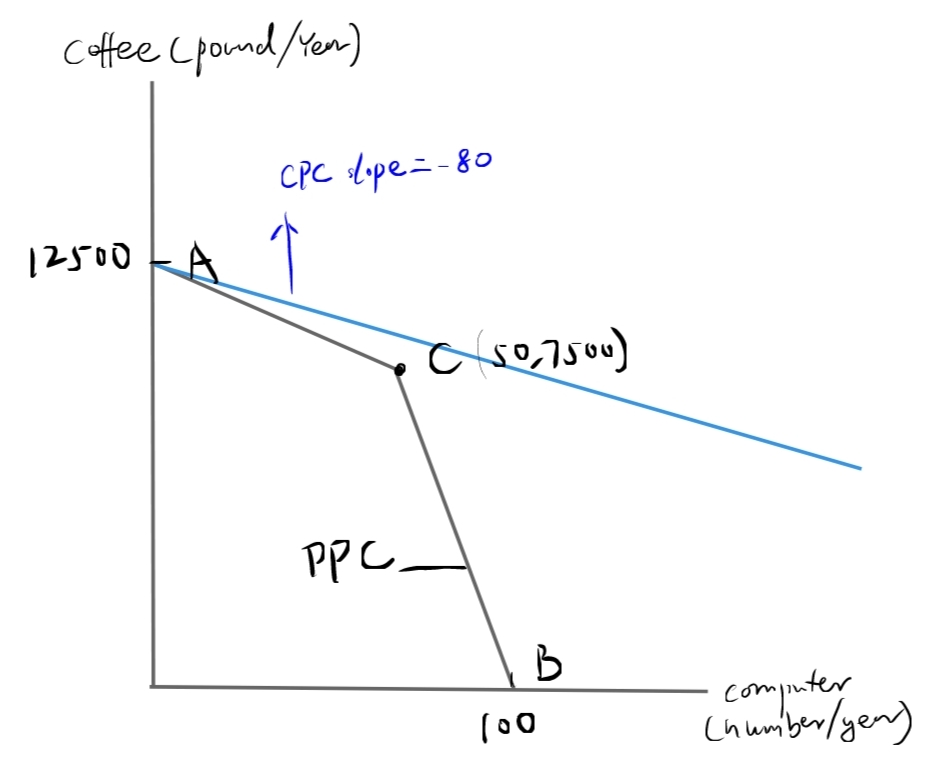 Coffee (pound/Year)
CPC slope = -80
12500
A
C (50,7500)
PPC
B
100
computer
(number/year)